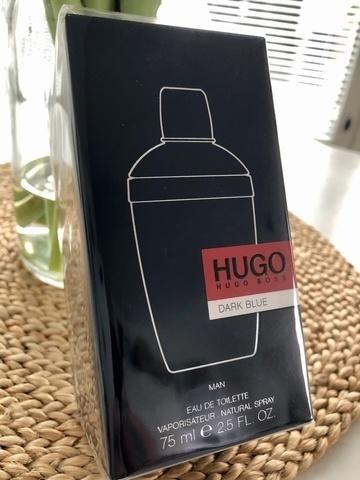 HUGO
HUGO BOSS
DARK BLUE
MAN
EAU DE TOILETTE
VAPORISATEUR . NATURAL SPRAY
75 ml ℮ 2.5 FL. OZ.